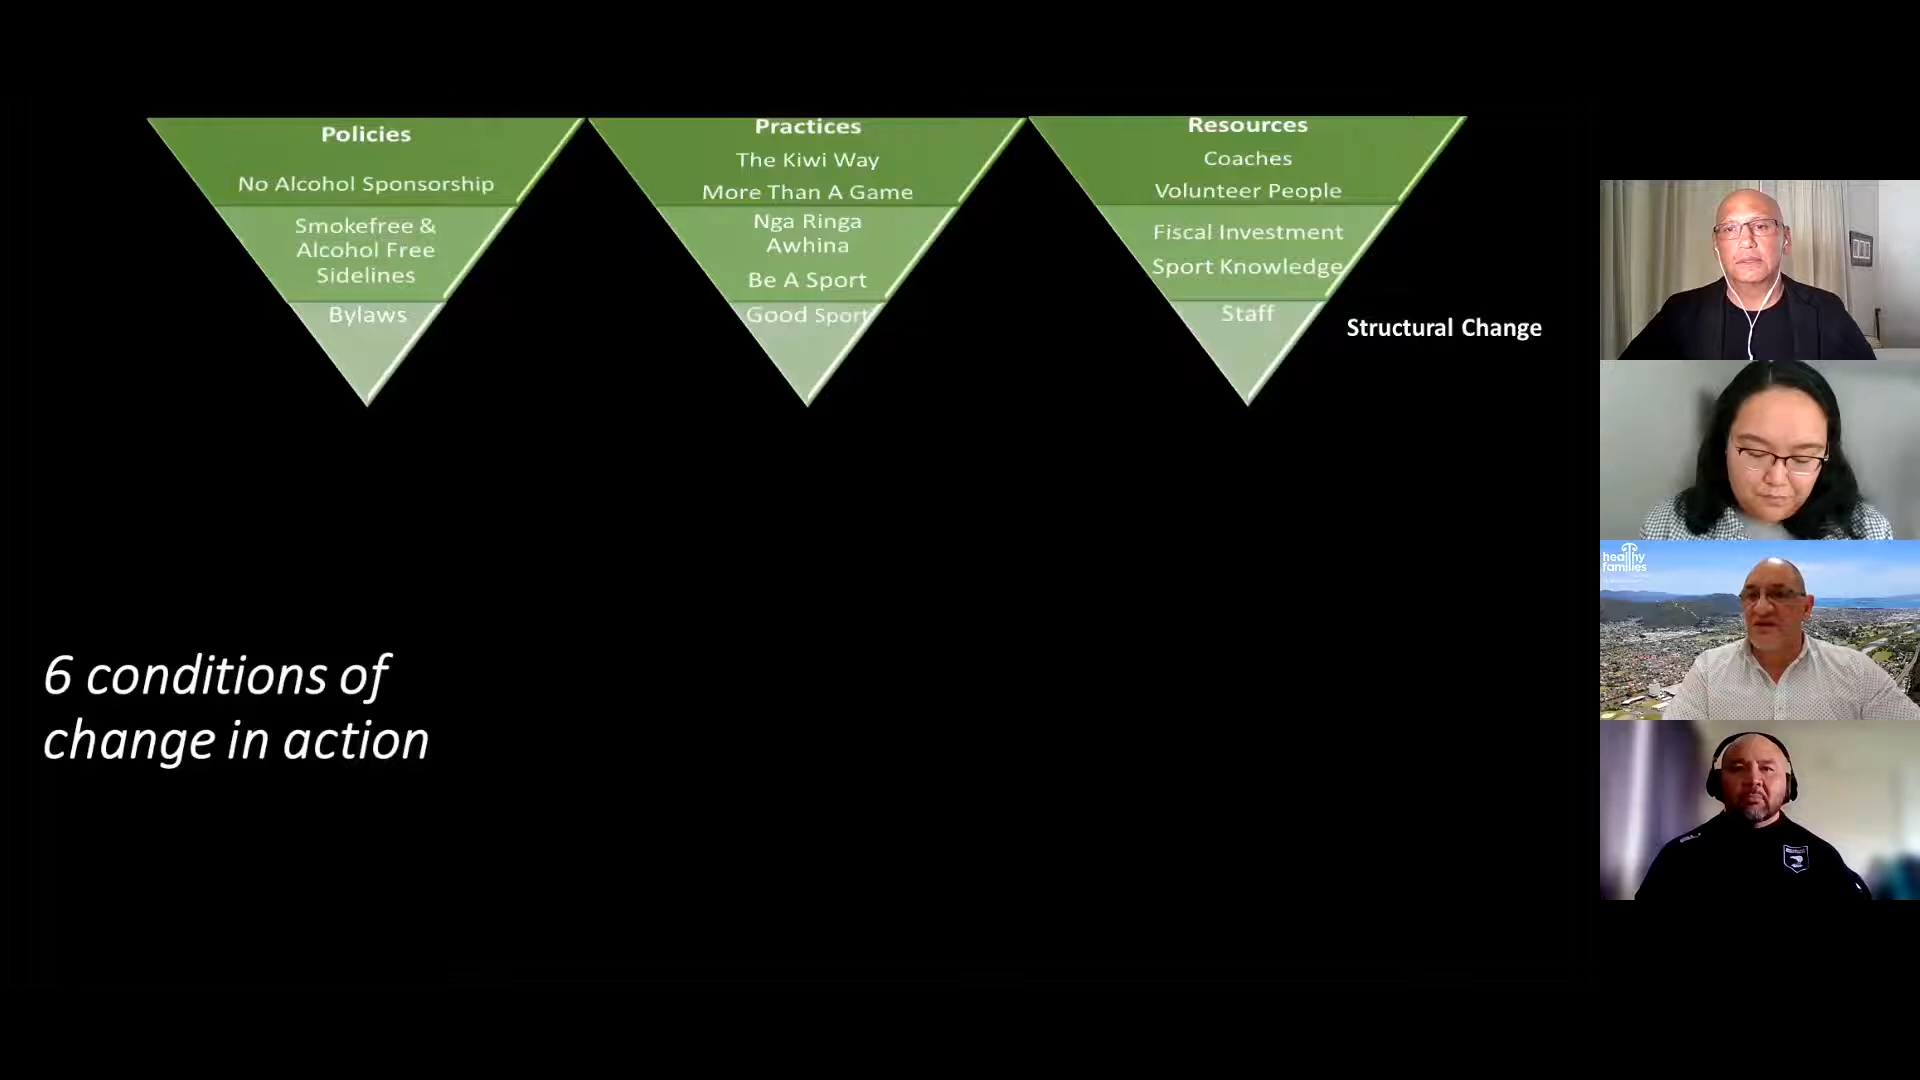 Policies
No Alcohol Sponsorship
Smokefree &
Alcohol Free
Sidelines
Bylaws
Practices
The Kiwi Way
More Than A Game
Nga Ringa
Awhina
Be A Sport
Good Sport
Resources
Coaches
Volunteer People
Fiscal Investment
Sport Knowledge
Staff
Structural Change
6 conditions of
change in action
healthy
families